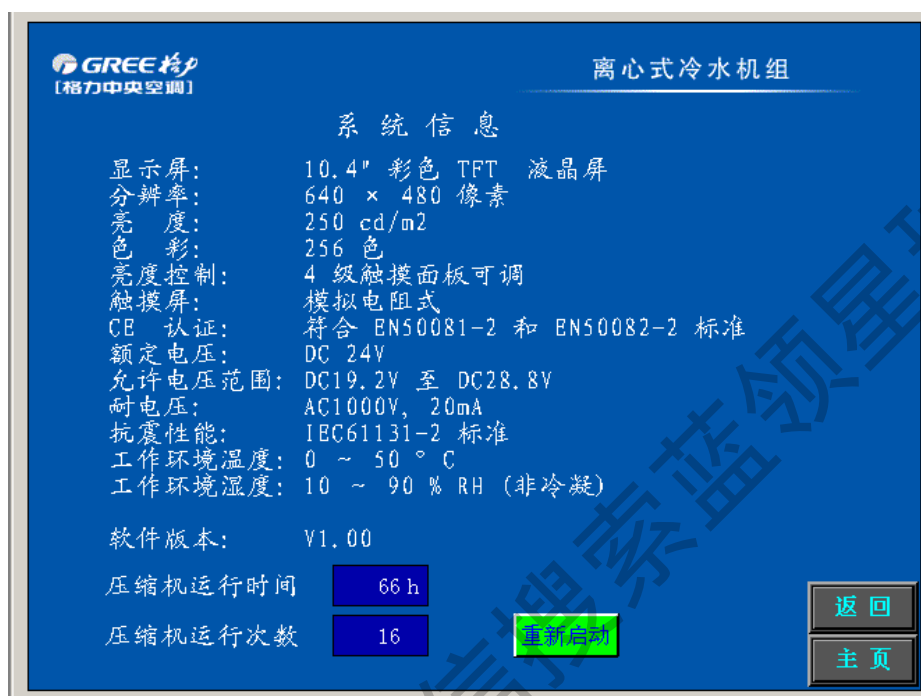 GREE格力
[格力中央空调]
离心式冷水机组
系统信息
显示屏: 10.4" 彩色 TFT 液晶屏
分辨率: 640 × 480 像素
亮 度: 250 cd/m2
色 彩: 256 色
亮度控制: 4 级触摸面板可调
触摸屏: 模拟电阻式
CE 认证: 符合 EN50081-2 和 EN50082-2 标准
额定电压: DC 24V
允许电压范围: DC19.2V 至 DC28.8V
耐电压: AC1000V, 20mA
抗震性能: IEC61131-2 标准
工作环境温度: 0 ~ 50 ° C
工作环境湿度: 10 ~ 90 % RH (非冷凝)
软件版本: V1.00
压缩机运行时间 66 h
压缩机运行次数 16
重新启动
返回
主页
信搜索蓝领星球